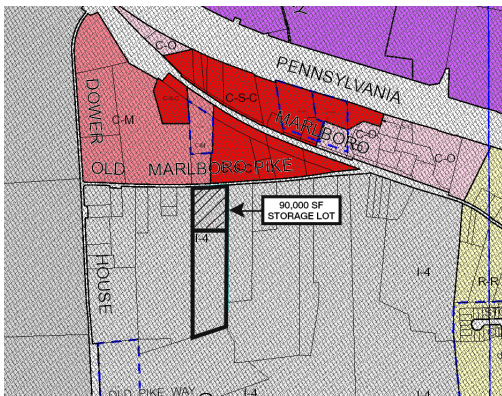 C-O
PENNSYLVANIA
C-S-C
DOWER
C-M
MARLBORO
C-O
C-M
C-O
OLD MARLBORO PIKE
90,000 SF
STORAGE LOT
I-4
HOUSE
I-4
R-R
I-4
OLD PIKE WAY